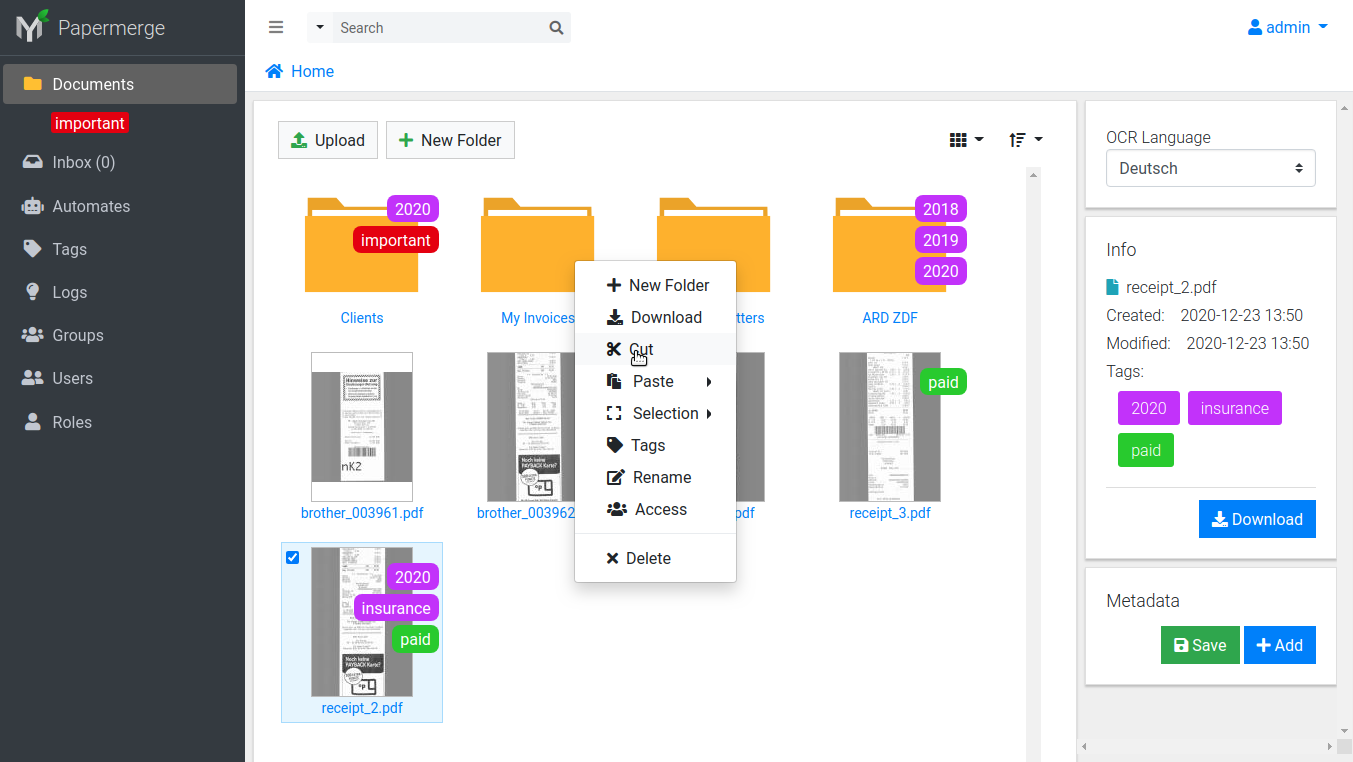 Papermerge
Search
admin
Documents
important
Inbox (0)
Automates
Tags
Logs
Groups
Users
Roles
Home
Upload
New Folder
2020
important
Clients
My Invoices
tters
2018
2019
2020
ARD ZDF
New Folder
Download
Cut
Paste
Selection
Tags
Rename
Access
Delete
Hinweise zur
nK2
brother_003961.pdf
Noch keine
PAYBACK Karte?
brother_003962
pdf
paid
receipt_3.pdf
2020
insurance
paid
Noch keine
PAYBACK Karte?
receipt_2.pdf
OCR Language
Deutsch
Info
receipt_2.pdf
Created: 2020-12-23 13:50
Modified: 2020-12-23 13:50
Tags:
2020 insurance
paid
Download
Metadata
Save
Add